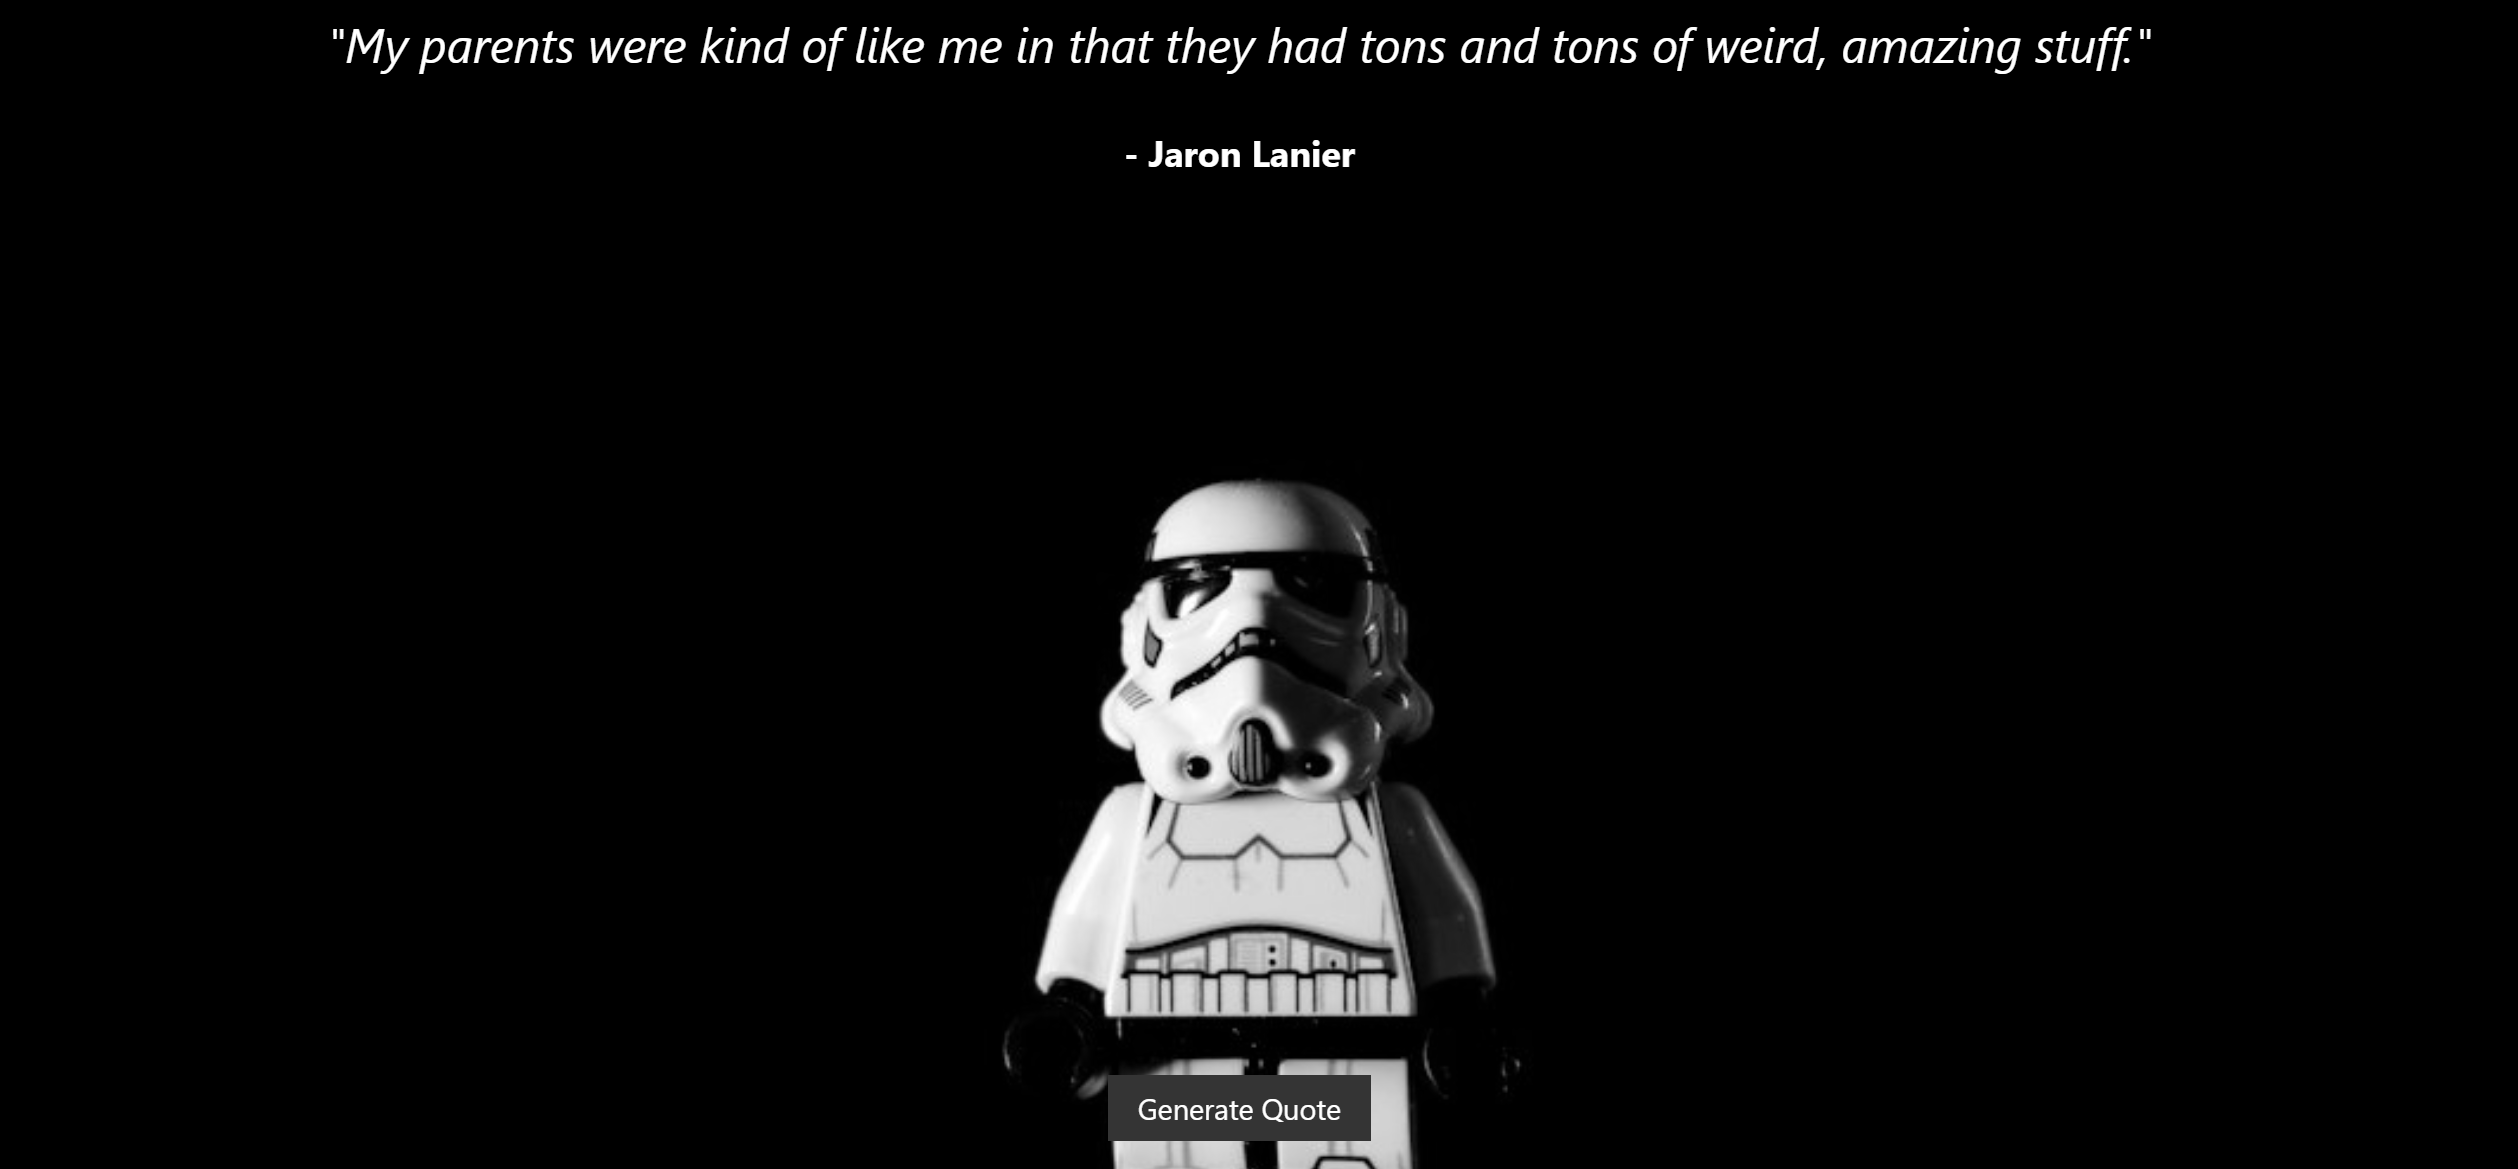 "My parents were kind of like me in that they had tons and tons of weird, amazing stuff."
- Jaron Lanier
Generate Quote